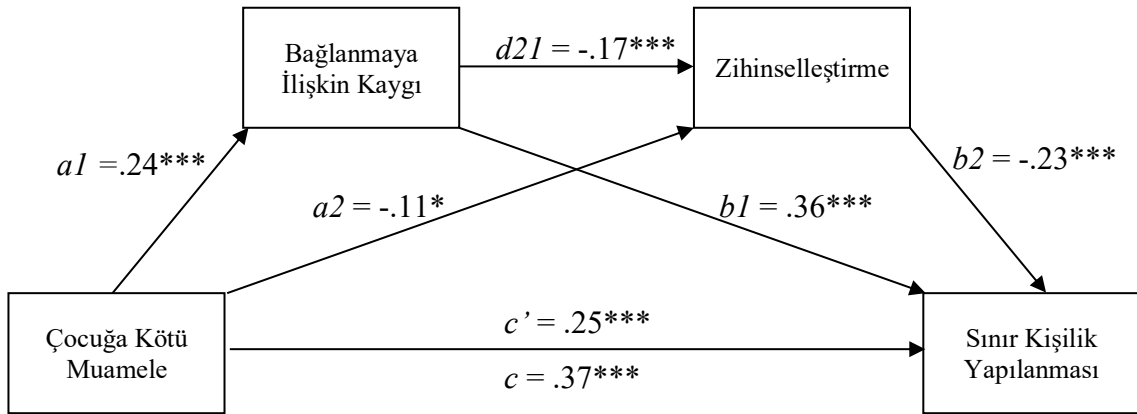 Bağlanmaya
İlişkin Kaygı
d21 = -.17***
Zihinselleştirme
a1 =.24***
a2 = -.11*
b1 = .36***
b2 = -.23***
Çocuğa Kötü
Muamele
c’ = .25***
c = .37***
Sınır Kişilik
Yapılanması